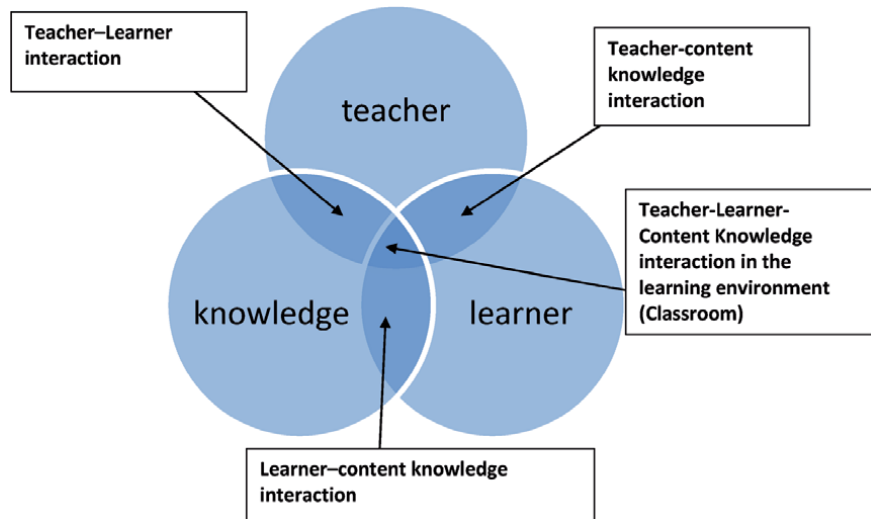 Teacher–Learner
interaction
Teacher-content
knowledge
interaction
teacher
Teacher-Learner-
Content Knowledge
interaction in the
learning environment
(Classroom)
knowledge
learner
Learner–content knowledge
interaction